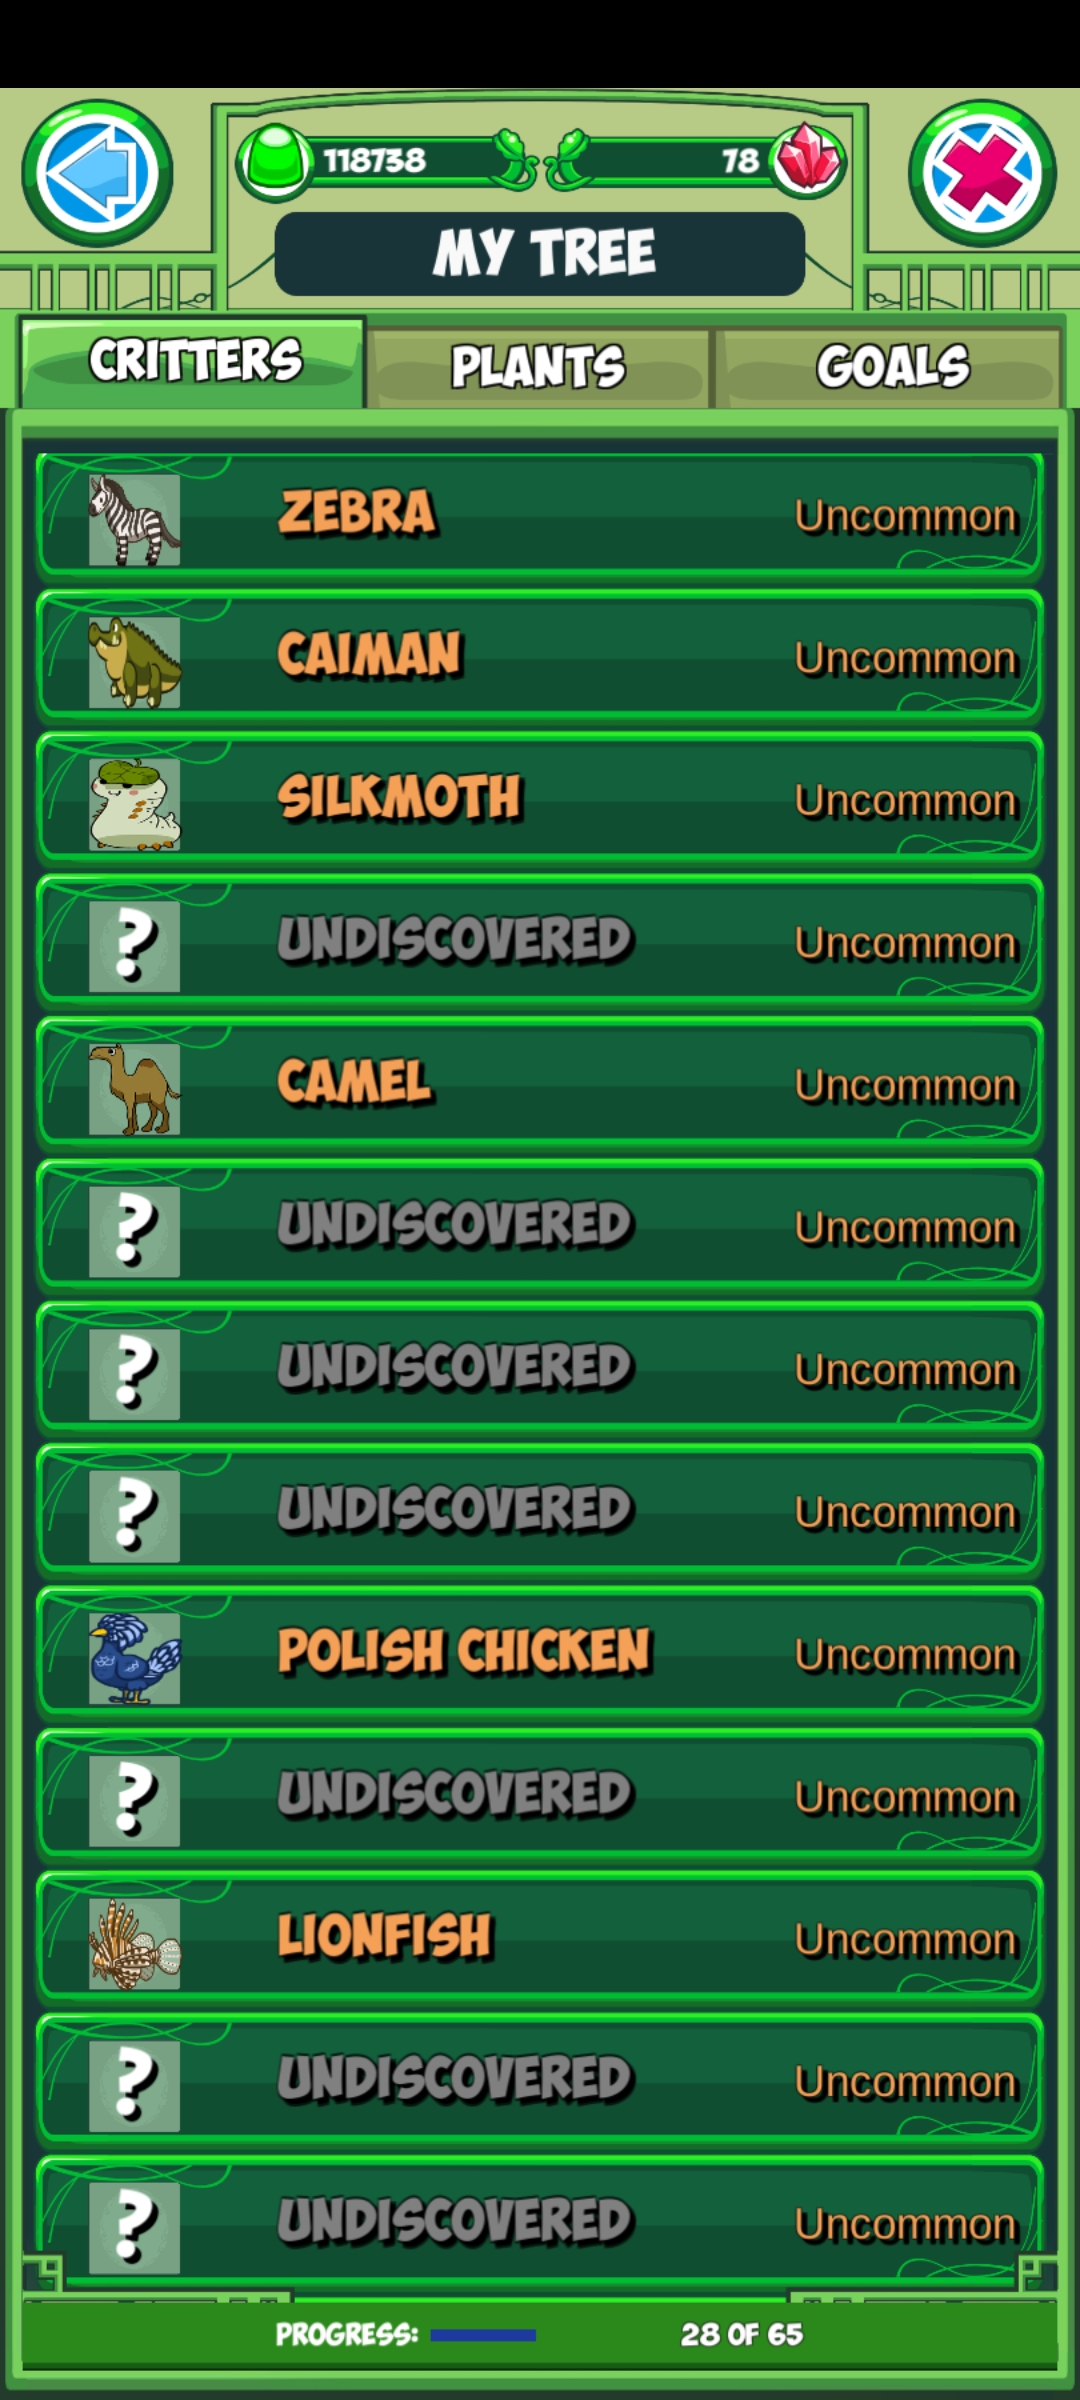 118738 78
MY TREE
CRITTERS PLANTS GOALS
ZEBRA Uncommon
CAIMAN Uncommon
SILKMOTH Uncommon
? UNDISCOVERED Uncommon
CAMEL Uncommon
? UNDISCOVERED Uncommon
? UNDISCOVERED Uncommon
? UNDISCOVERED Uncommon
POLISH CHICKEN Uncommon
? UNDISCOVERED Uncommon
LIONFISH Uncommon
? UNDISCOVERED Uncommon
? UNDISCOVERED Uncommon
PROGRESS: 28 OF 65